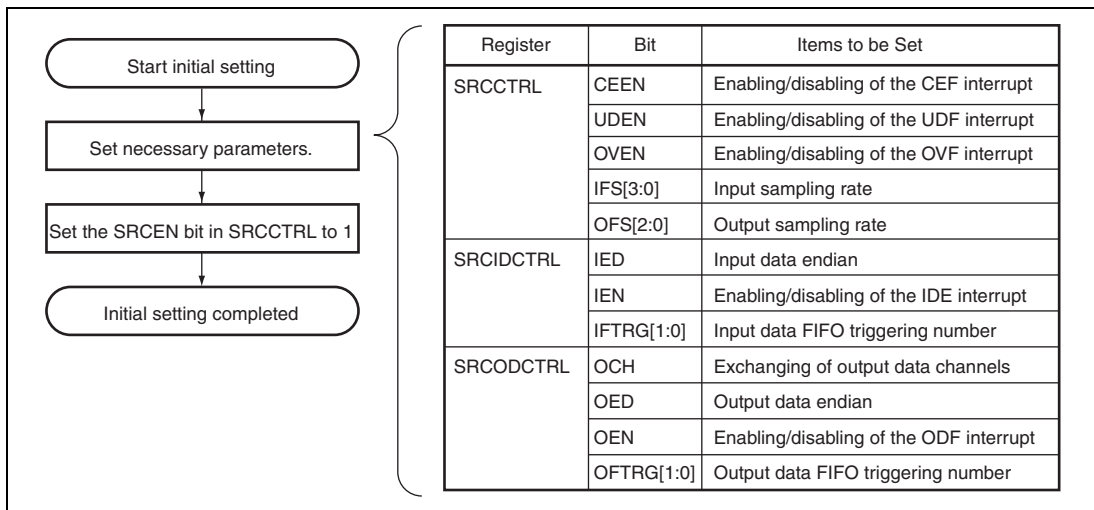 Start initial setting
Set necessary parameters.
Set the SRCEN bit in SRCCTRL to 1
Initial setting completed
Register Bit Items to be Set
SRCCTRL CEEN Enabling/disabling of the CEF interrupt
UDEN Enabling/disabling of the UDF interrupt
OVEN Enabling/disabling of the OVF interrupt
IFS[3:0] Input sampling rate
OFS[2:0] Output sampling rate
SRCIDCTRL IED Input data endian
IEN Enabling/disabling of the IDE interrupt
IFTRG[1:0] Input data FIFO triggering number
SRCODCTRL OCH Exchanging of output data channels
OED Output data endian
OEN Enabling/disabling of the ODF interrupt
OFTRG[1:0] Output data FIFO triggering number